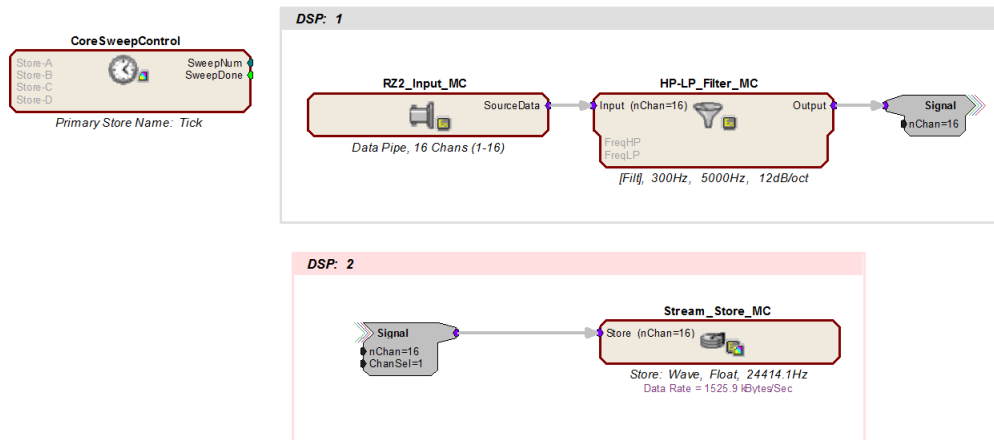 DSP: 1
CoreSweepControl
Store-A
Store-B
Store-C
Store-D
SweepNum
SweepDone
Primary Store Name: Tick
RZ2_Input_MC
SourceData
Data Pipe, 16 Chans (1-16)
HP-LP_Filter_MC
Input (nChan=16)
Output
FreqHP
FreqLP
[Filt], 300Hz, 5000Hz, 12dB/oct
Signal
nChan=16
DSP: 2
Signal
nChan=16
ChanSel=1
Stream_Store_MC
Store (nChan=16)
Store: Wave, Float, 24414.1Hz
Data Rate = 1525.9 kBytes/Sec